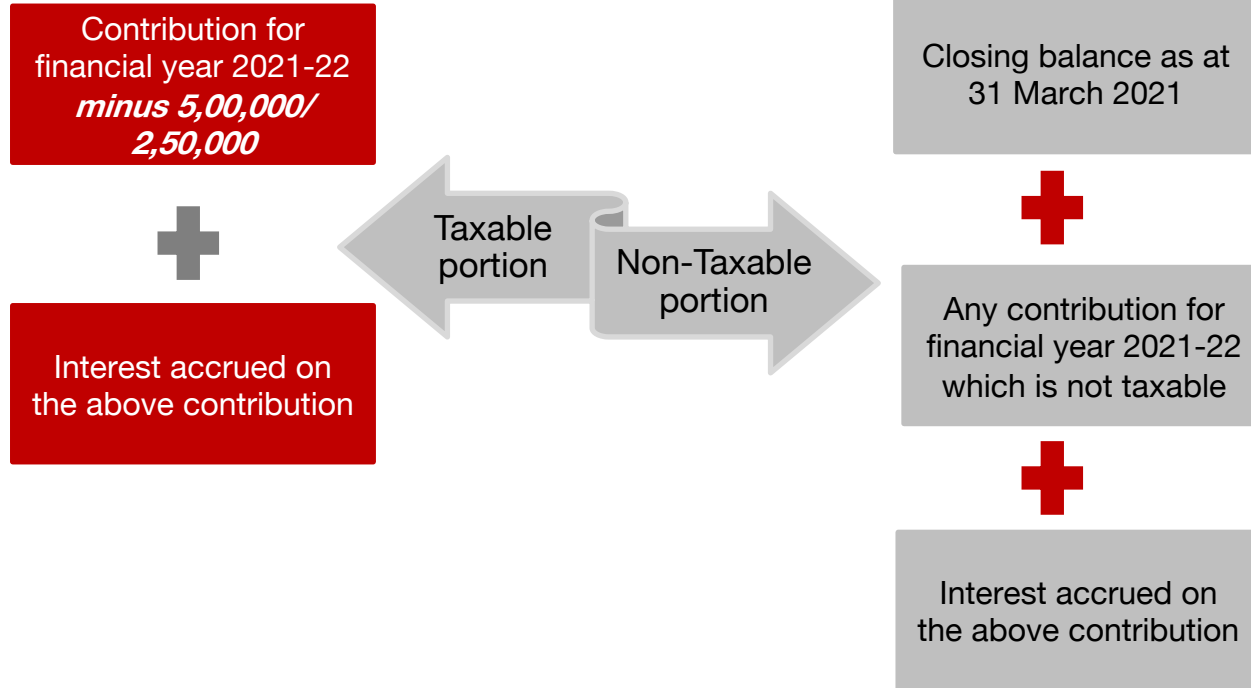 Contribution for
financial year 2021-22
minus 5,00,000/
2,50,000
Interest accrued on
the above contribution
Taxable
portion
Non-Taxable
portion
Closing balance as at
31 March 2021
Any contribution for
financial year 2021-22
which is not taxable
Interest accrued on
the above contribution